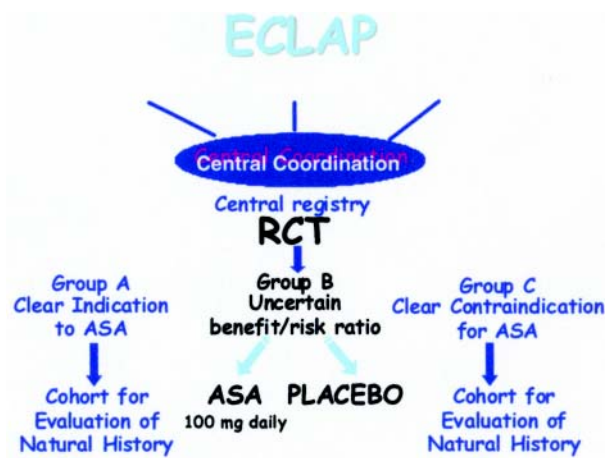 ECLAP
Central Coordination
Central registry
RCT
Group A
Clear Indication
to ASA
Group B
Uncertain
benefit/risk ratio
Group C
Clear Contraindication
for ASA
Cohort for
Evaluation of
Natural History
ASA PLACEBO
100 mg daily
Cohort for
Evaluation of
Natural History